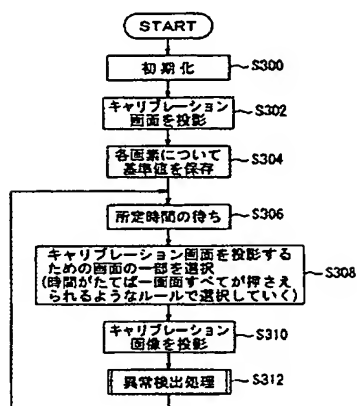 START
初期化
S300
キャリブレーション
画面を投影
S302
各画素について
基準値を保存
S304
所定時間の待ち
S306
キャリブレーション画面を投影する
ための画面の一部を選択
(時間がたてば一画面すべてが押さえ
られるようなルールで選択していく)
S308
キャリブレーション
画像を投影
S310
異常検出処理
S312